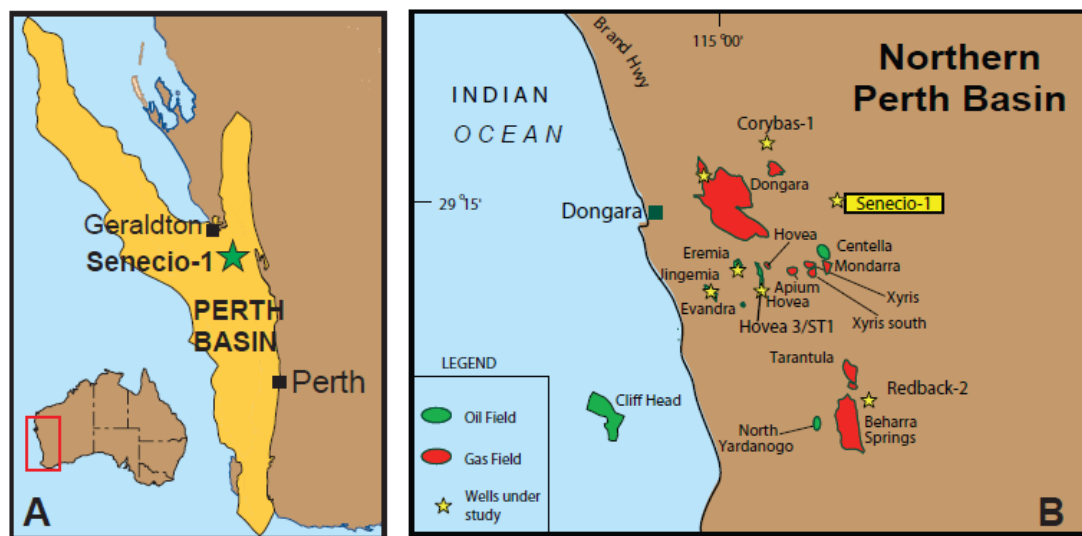 Geraldton
Senecio-1
PERTH
BASIN
Perth
A
115 °00'
Brand Hwy
Northern
Perth Basin
INDIAN
OCEAN
Corybas-1
Dongara
29 °15'
Senecio-1
Dongara
Hovea
Eremia
Centella
Jingemia
Mondarra
Apium
Xyris
Evandra
Hovea
Hovea 3/ST1
Xyris south
LEGEND
Tarantula
Redback-2
Cliff Head
Oil Field
North
Yardanogo
Beharra
Springs
Gas Field
Wells under
study
B